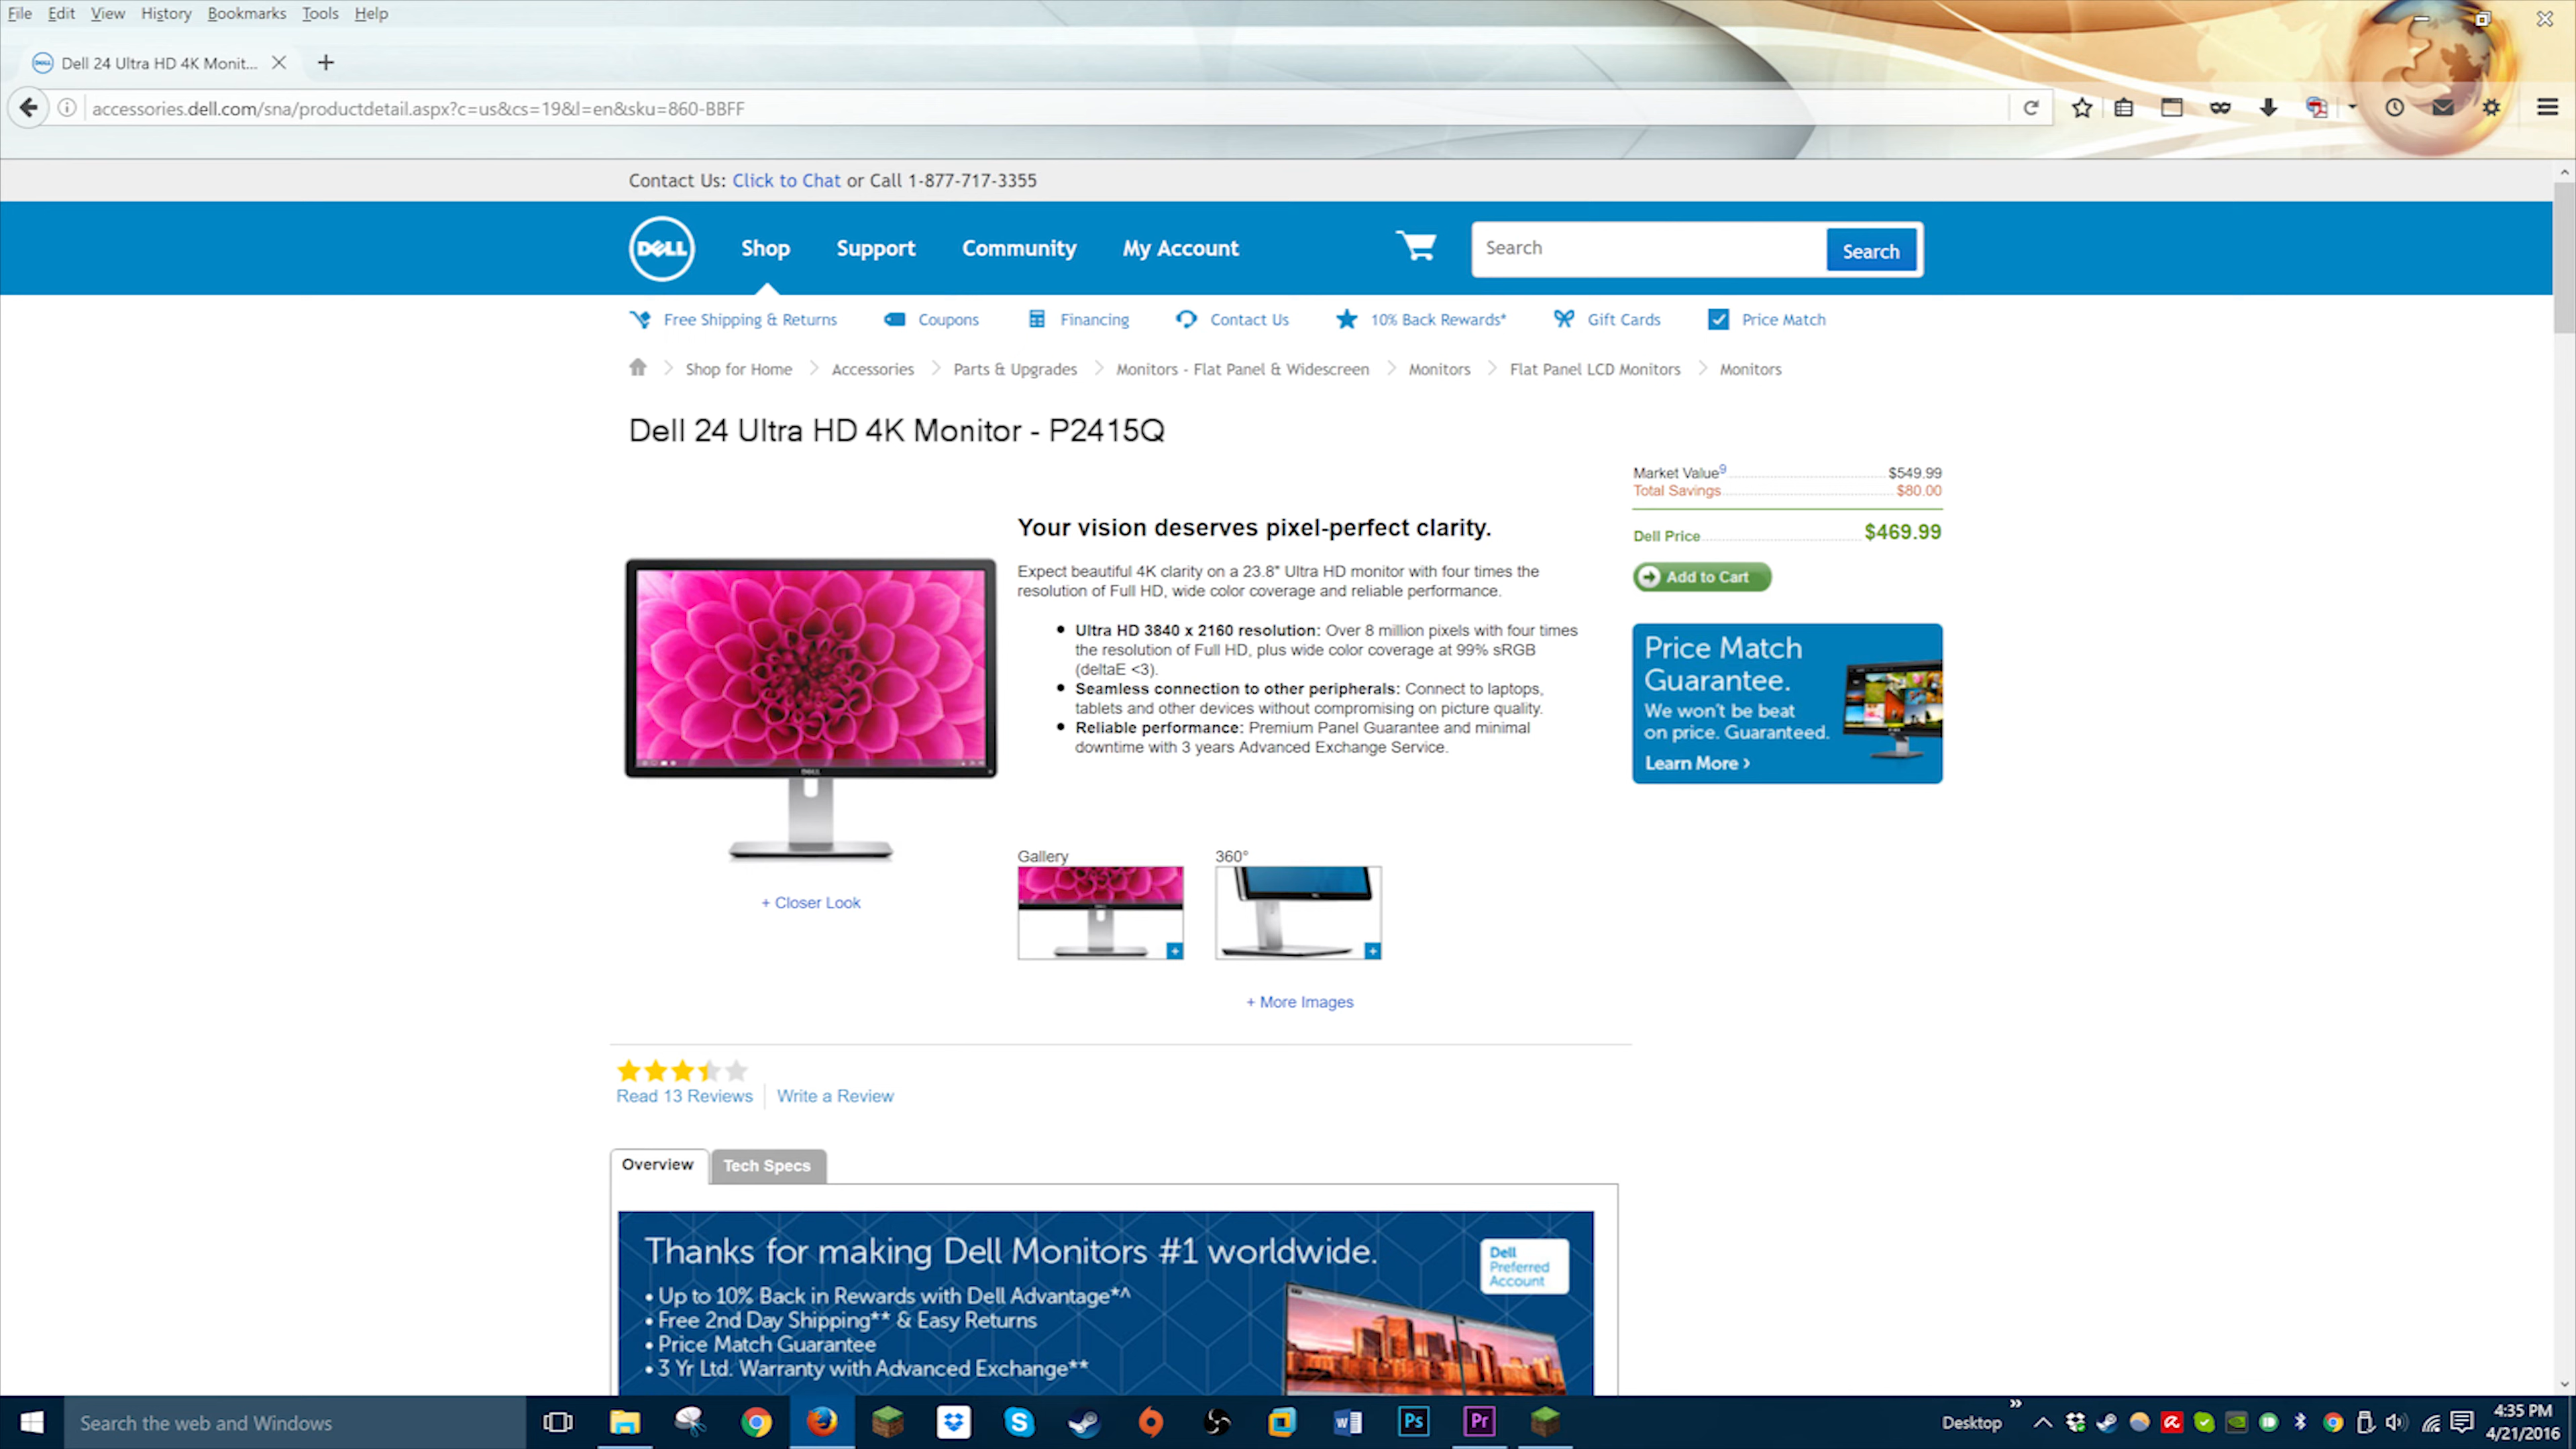 File Edit View History Bookmarks Tools Help
Dell 24 Ultra HD 4K Monit...
accessories.dell.com/sna/productdetail.aspx?c=us&cs=19&l=en&sku=860-BBFF
Contact Us: Click to Chat or Call 1-877-717-3355
DELL Shop Support Community My Account Search Search
Free Shipping & Returns Coupons Financing Contact Us 10% Back Rewards* Gift Cards Price Match
Shop for Home Accessories Parts & Upgrades Monitors - Flat Panel & Widescreen Monitors Flat Panel LCD Monitors Monitors
Dell 24 Ultra HD 4K Monitor - P2415Q
Market Value9 $549.99
Total Savings $80.00
Dell Price $469.99
Add to Cart
Your vision deserves pixel-perfect clarity.
Expect beautiful 4K clarity on a 23.8" Ultra HD monitor with four times the
resolution of Full HD, wide color coverage and reliable performance.
• Ultra HD 3840 x 2160 resolution: Over 8 million pixels with four times
the resolution of Full HD, plus wide color coverage at 99% sRGB
(deltaE <3).
• Seamless connection to other peripherals: Connect to laptops,
tablets and other devices without compromising on picture quality.
• Reliable performance: Premium Panel Guarantee and minimal
downtime with 3 years Advanced Exchange Service.
Price Match
Guarantee.
We won't be beat
on price. Guaranteed.
Learn More ›
DELL
Gallery 360°
+ Closer Look
+ More Images
Read 13 Reviews Write a Review
Overview Tech Specs
Thanks for making Dell Monitors #1 worldwide.
• Up to 10% Back in Rewards with Dell Advantage*^
• Free 2nd Day Shipping** & Easy Returns
• Price Match Guarantee
• 3 Yr Ltd. Warranty with Advanced Exchange**
Dell
Preferred
Account
Search the web and Windows
Ps Pr
Desktop
4:35 PM
4/21/2016